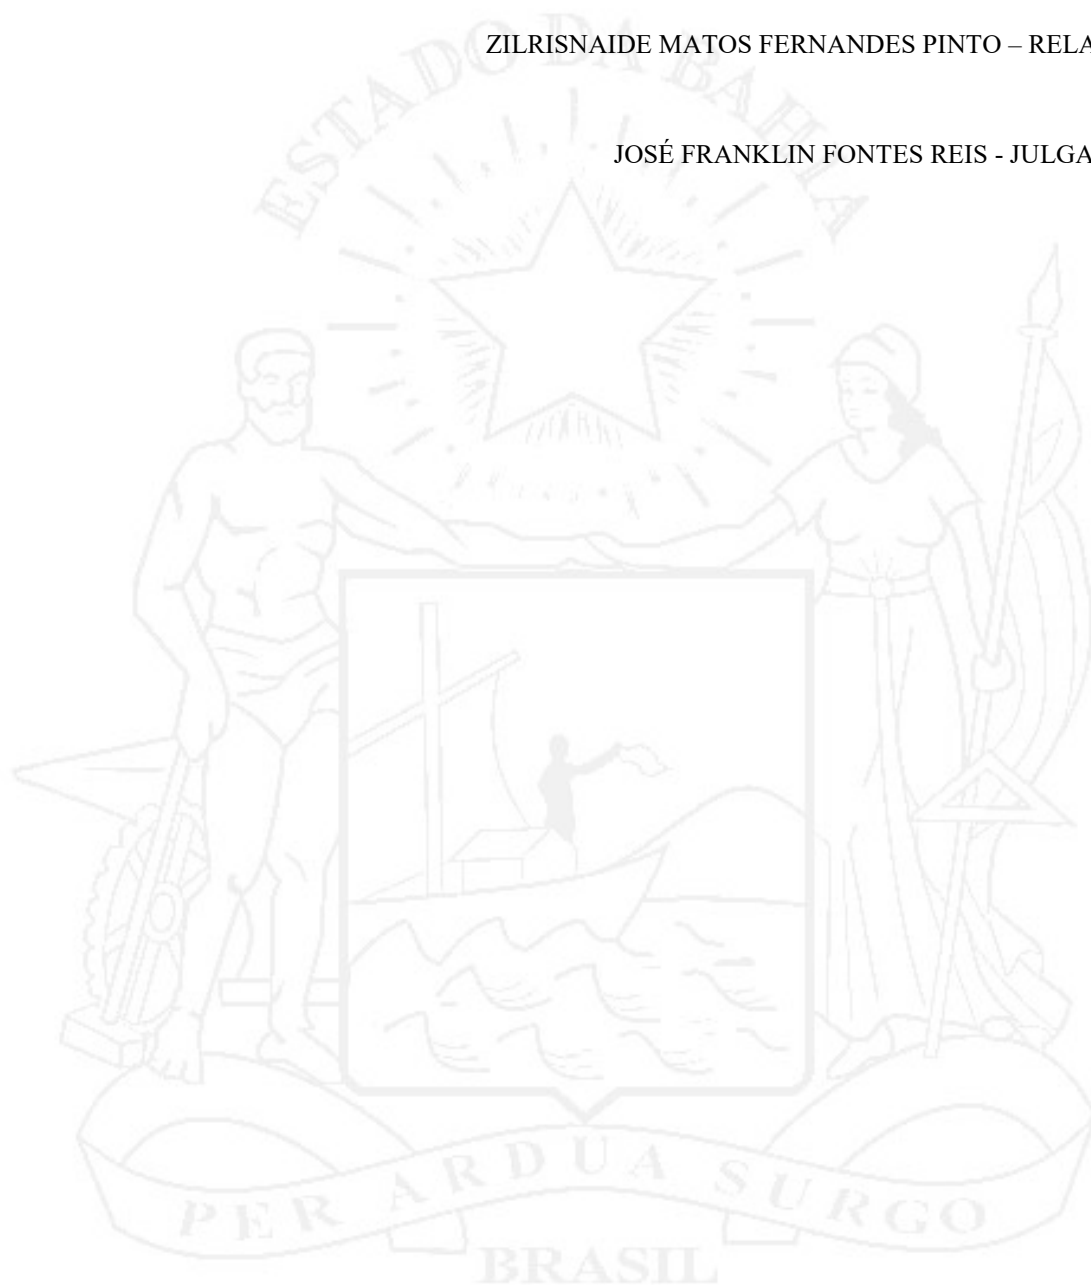 ZILRISNAIDE MATOS FERNANDES PINTO – RELA
JOSÉ FRANKLIN FONTES REIS - JULGA
ESTADO DA BAHIA
PER ARDUA SURGO
BRASIL